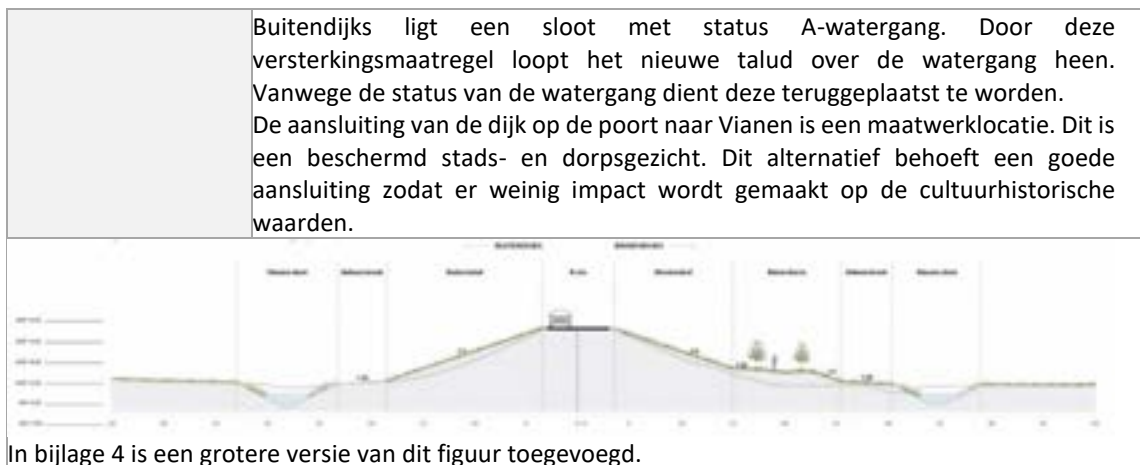 Buitendijks ligt een sloot met status A-watergang. Door deze
versterkingsmaatregel loopt het nieuwe talud over de watergang heen.
Vanwege de status van de watergang dient deze teruggeplaatst te worden.
De aansluiting van de dijk op de poort naar Vianen is een maatwerklocatie. Dit is
een beschermd stads- en dorpsgezicht. Dit alternatief behoeft een goede
aansluiting zodat er weinig impact wordt gemaakt op de cultuurhistorische
waarden.
In bijlage 4 is een grotere versie van dit figuur toegevoegd.